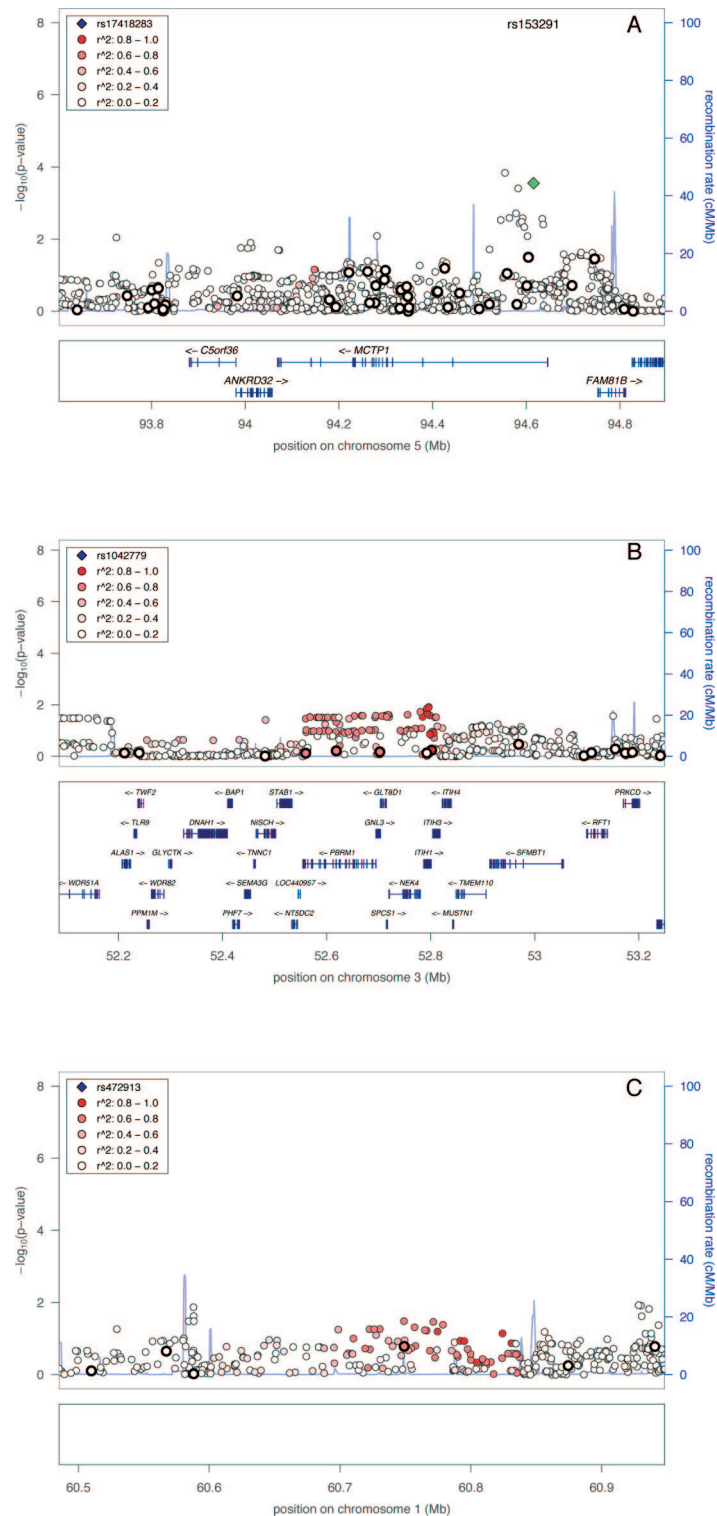 A
rs153291
rs17418283
r^2: 0.8 − 1.0
r^2: 0.6 − 0.8
r^2: 0.4 − 0.6
r^2: 0.2 − 0.4
r^2: 0.0 − 0.2
8
6
4
2
0
−log10(p−value)
100
80
60
40
20
0
recombination rate (cM/Mb)
<− C5orf36
<− MCTP1
ANKRD32 −>
FAM81B −>
93.8
94
94.2
94.4
94.6
94.8
position on chromosome 5 (Mb)
B
rs1042779
r^2: 0.8 − 1.0
r^2: 0.6 − 0.8
r^2: 0.4 − 0.6
r^2: 0.2 − 0.4
r^2: 0.0 − 0.2
8
6
4
2
0
−log10(p−value)
100
80
60
40
20
0
recombination rate (cM/Mb)
<− TWF2
<− BAP1
STAB1 −>
<− GLT8D1
<− ITIH4
PRKCD −>
<− TLR9
DNAH1 −>
NISCH −>
GNL3 −>
ITIH3 −>
<− RFT1
ALAS1 −>
GLYCTK −>
<− TNNC1
<− PBRM1
ITIH1 −>
<− SFMBT1
<− WDR51A
<− WDR82
<− SEMA3G
LOC440957 −>
<− NEK4
<− TMEM110
PPM1M −>
PHF7 −>
<− NT5DC2
SPCS1 −>
<− MUSTN1
52.2
52.4
52.6
52.8
53
53.2
position on chromosome 3 (Mb)
C
rs472913
r^2: 0.8 − 1.0
r^2: 0.6 − 0.8
r^2: 0.4 − 0.6
r^2: 0.2 − 0.4
r^2: 0.0 − 0.2
8
6
4
2
0
−log10(p−value)
100
80
60
40
20
0
recombination rate (cM/Mb)
60.5
60.6
60.7
60.8
60.9
position on chromosome 1 (Mb)